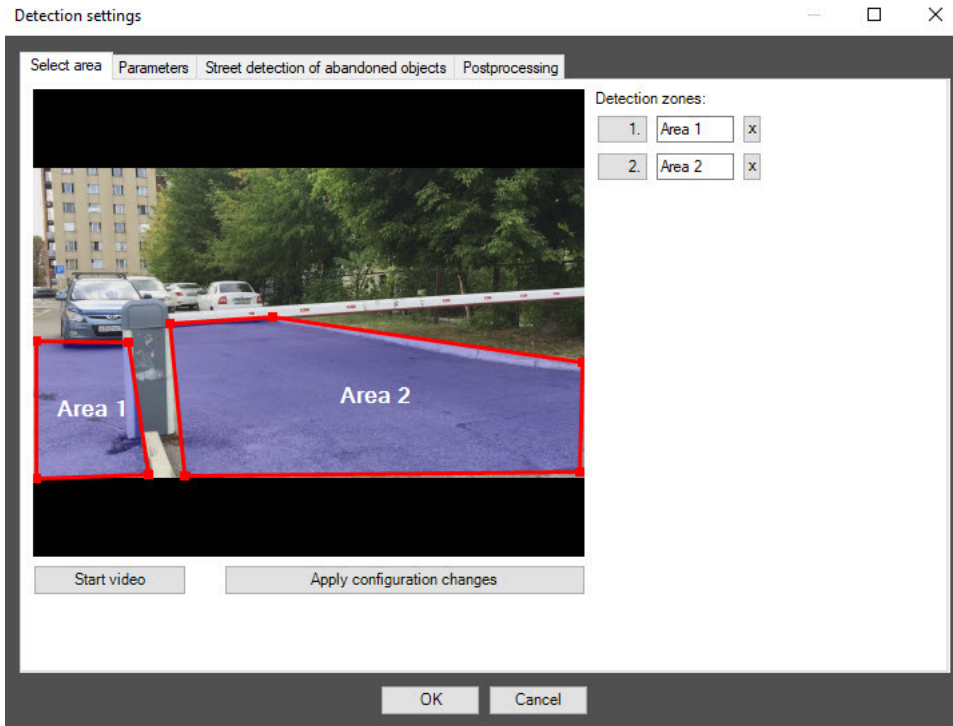 Detection settings
Select area Parameters Street detection of abandoned objects Postprocessing
Detection zones:
1. Area 1 x
2. Area 2 x
Area 1
Area 2
Start video Apply configuration changes
OK Cancel